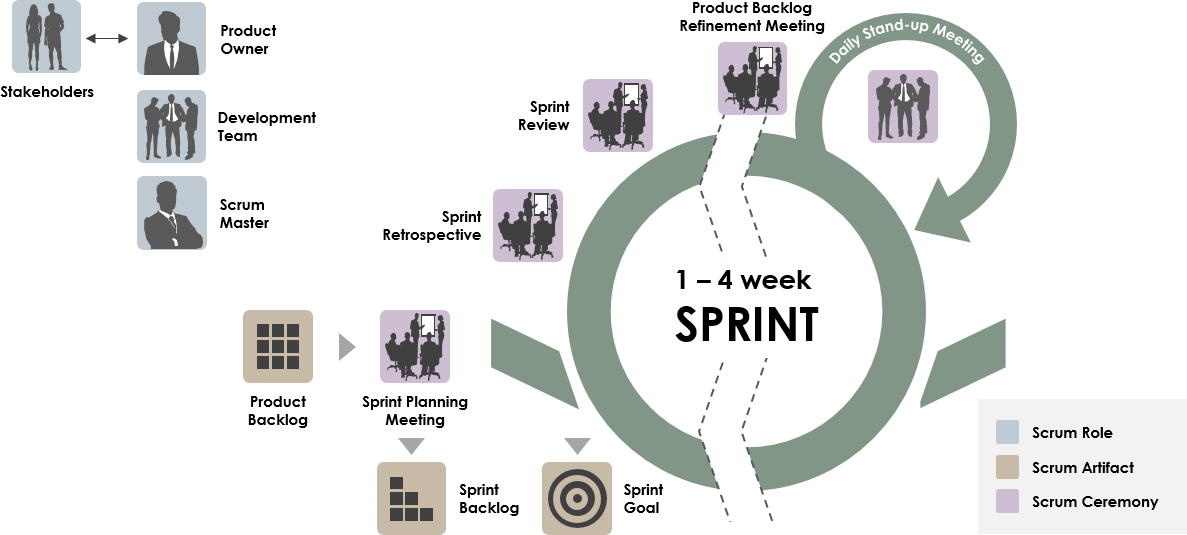 Product Backlog
Refinement Meeting
Daily Stand-up Meeting
Product
Owner
Stakeholders
Sprint
Review
Development
Team
Scrum
Master
Sprint
Retrospective
1 – 4 week
SPRINT
Product
Backlog
Sprint Planning
Meeting
Sprint
Backlog
Sprint
Goal
Scrum Role
Scrum Artifact
Scrum Ceremony